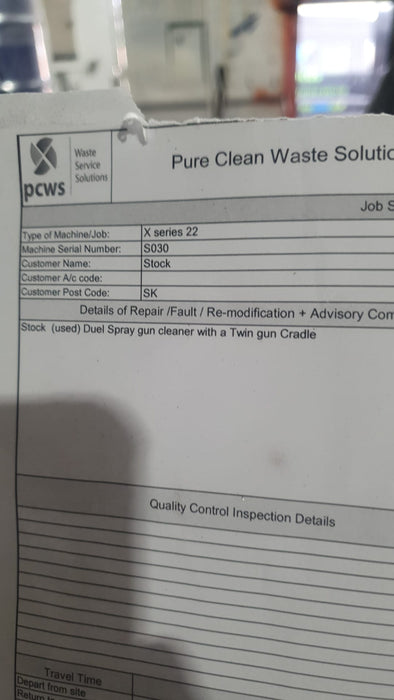 Waste
Service
Solutions
pcws
Pure Clean Waste
Job
Type of Machine/Job: X series 22
Machine Serial Number: S030
Customer Name: Stock
Customer A/c code:
Customer Post Code: SK
Details of Repair /Fault / Re-modification + Advisory
Stock (used) Duel Spray gun cleaner with a Twin gun Cradle
Quality Control Inspection Details
Travel Time
Depart from site
Return